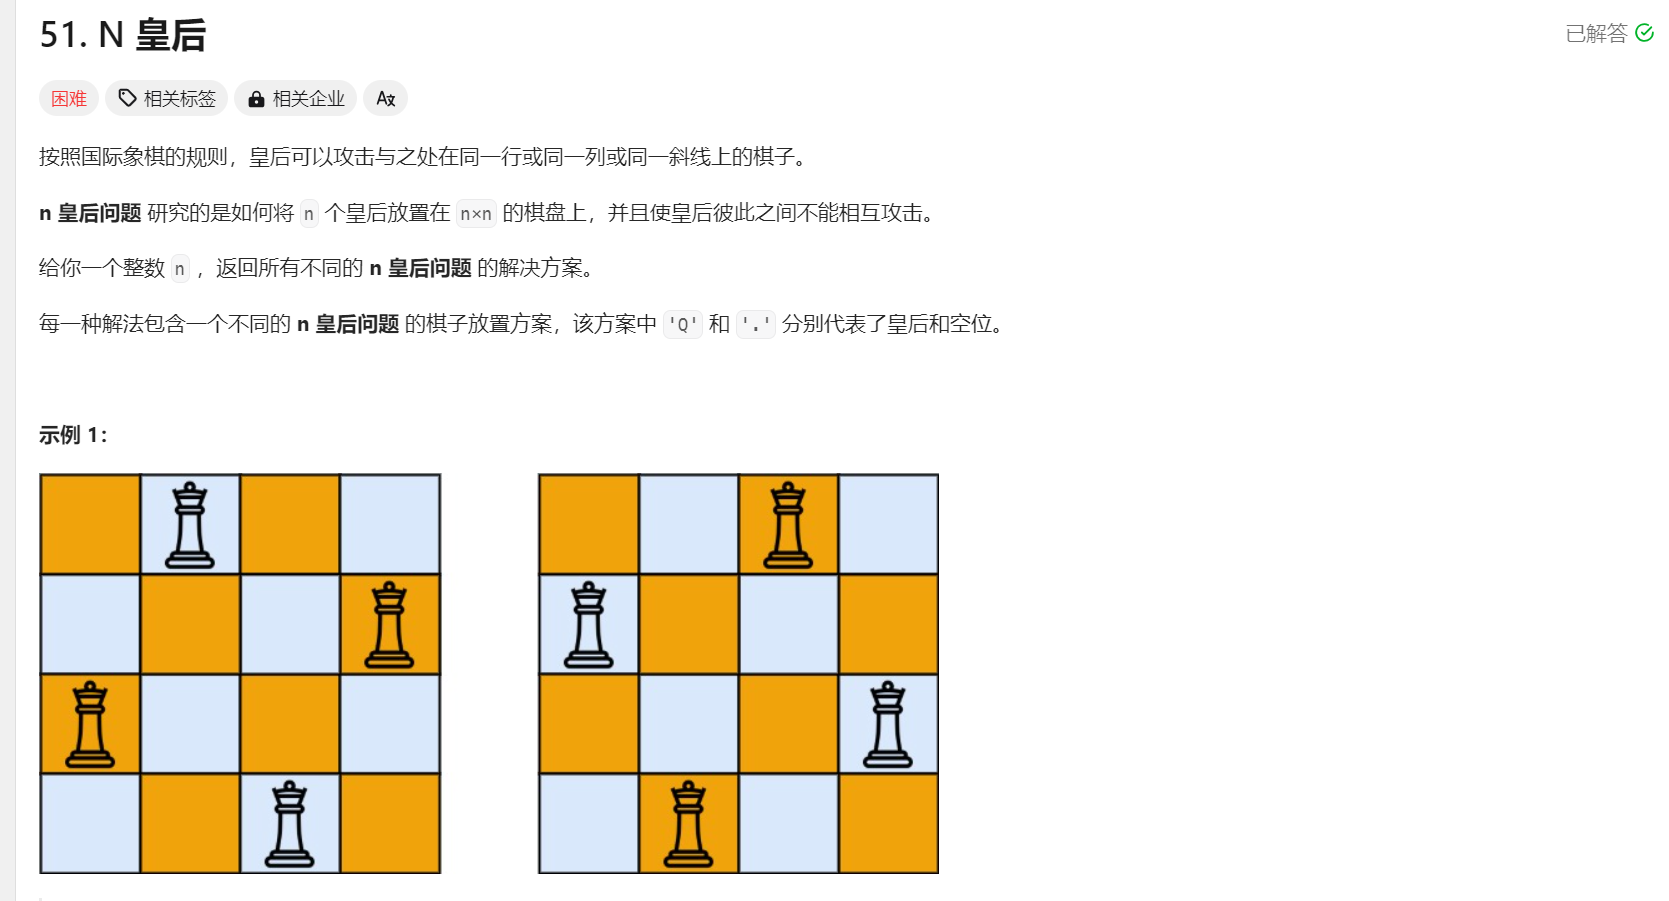 51. N 皇后
已解答
困难
相关标签
相关企业
按照国际象棋的规则，皇后可以攻击与之处在同一行或同一列或同一斜线上的棋子。
n 皇后问题 研究的是如何将 n 个皇后放置在 n×n 的棋盘上，并且使皇后彼此之间不能相互攻击。
给你一个整数 n ，返回所有不同的 n 皇后问题 的解决方案。
每一种解法包含一个不同的 n 皇后问题 的棋子放置方案，该方案中 'Q' 和 '.' 分别代表了皇后和空位。
示例 1：